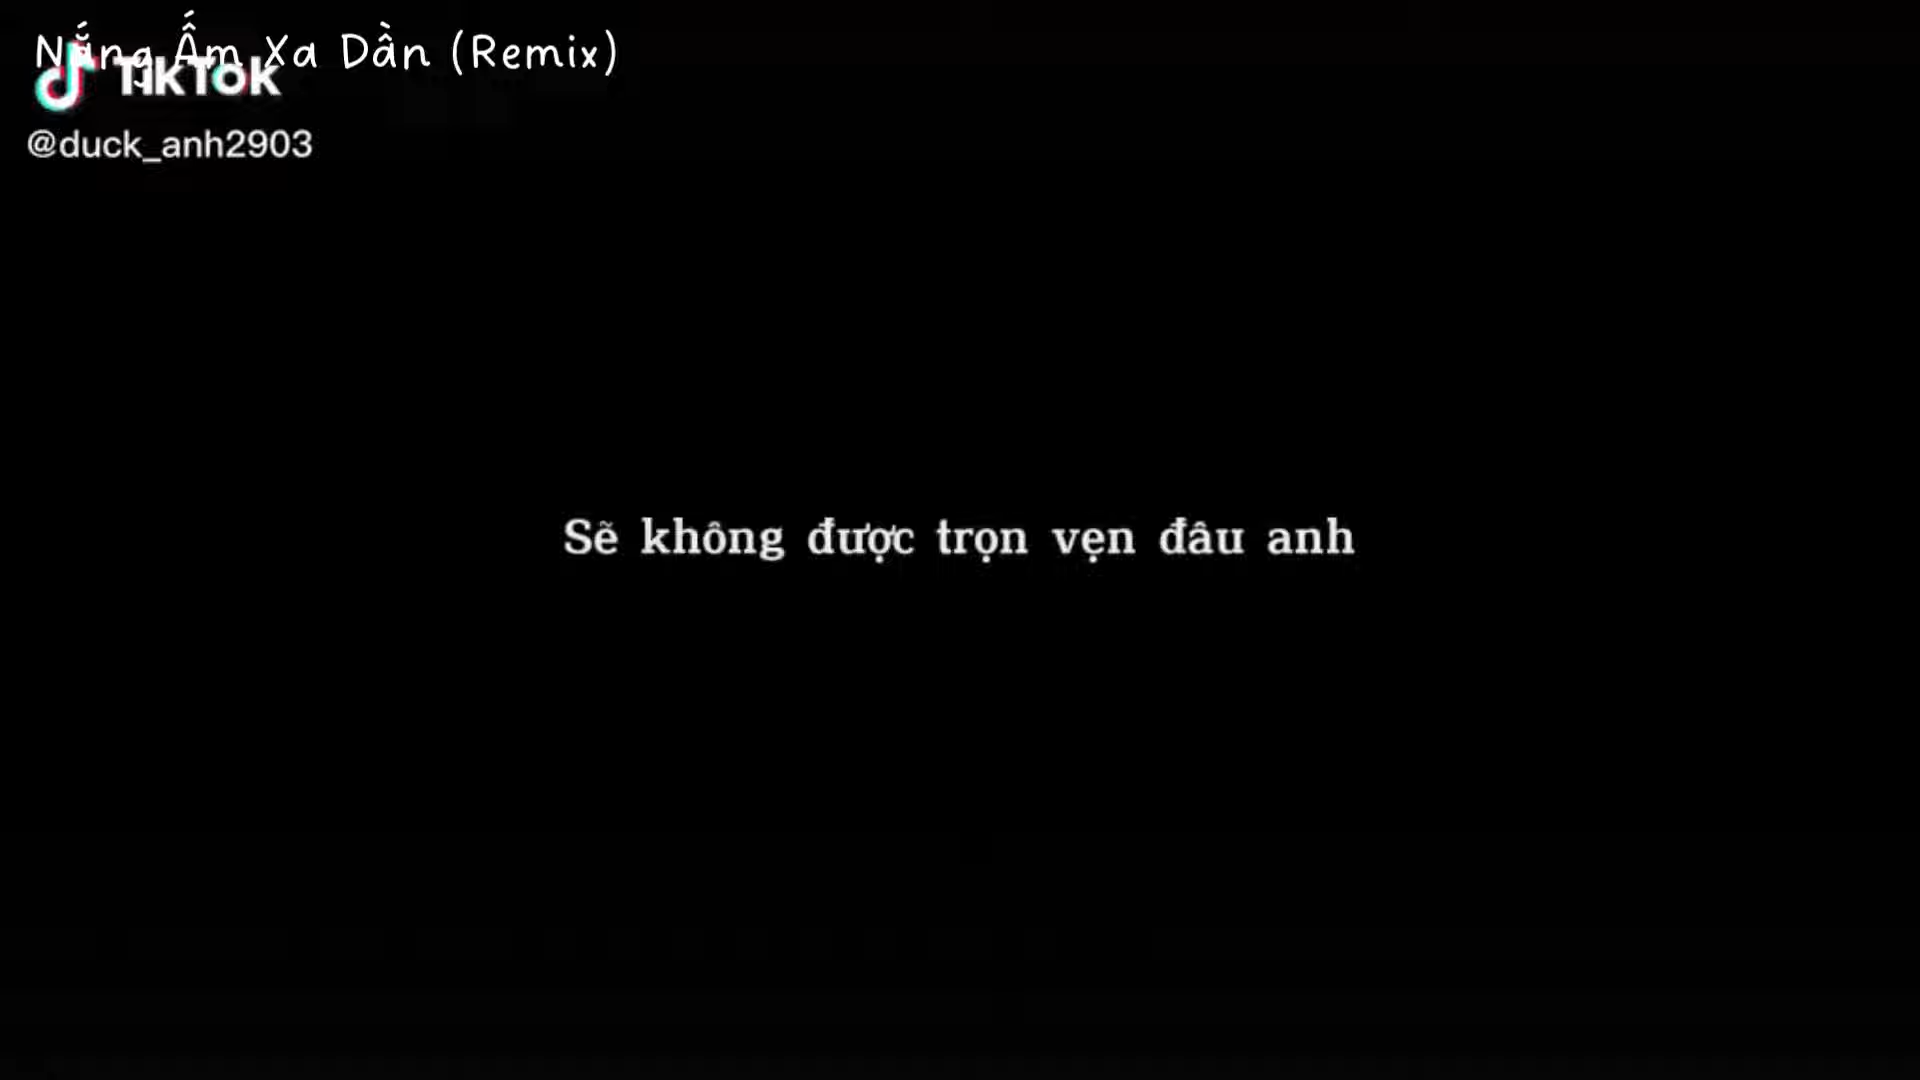 Nắng Ấm Xa Dần (Remix)
TikTok
@duck_anh2903
Sẽ không được trọn vẹn đâu anh